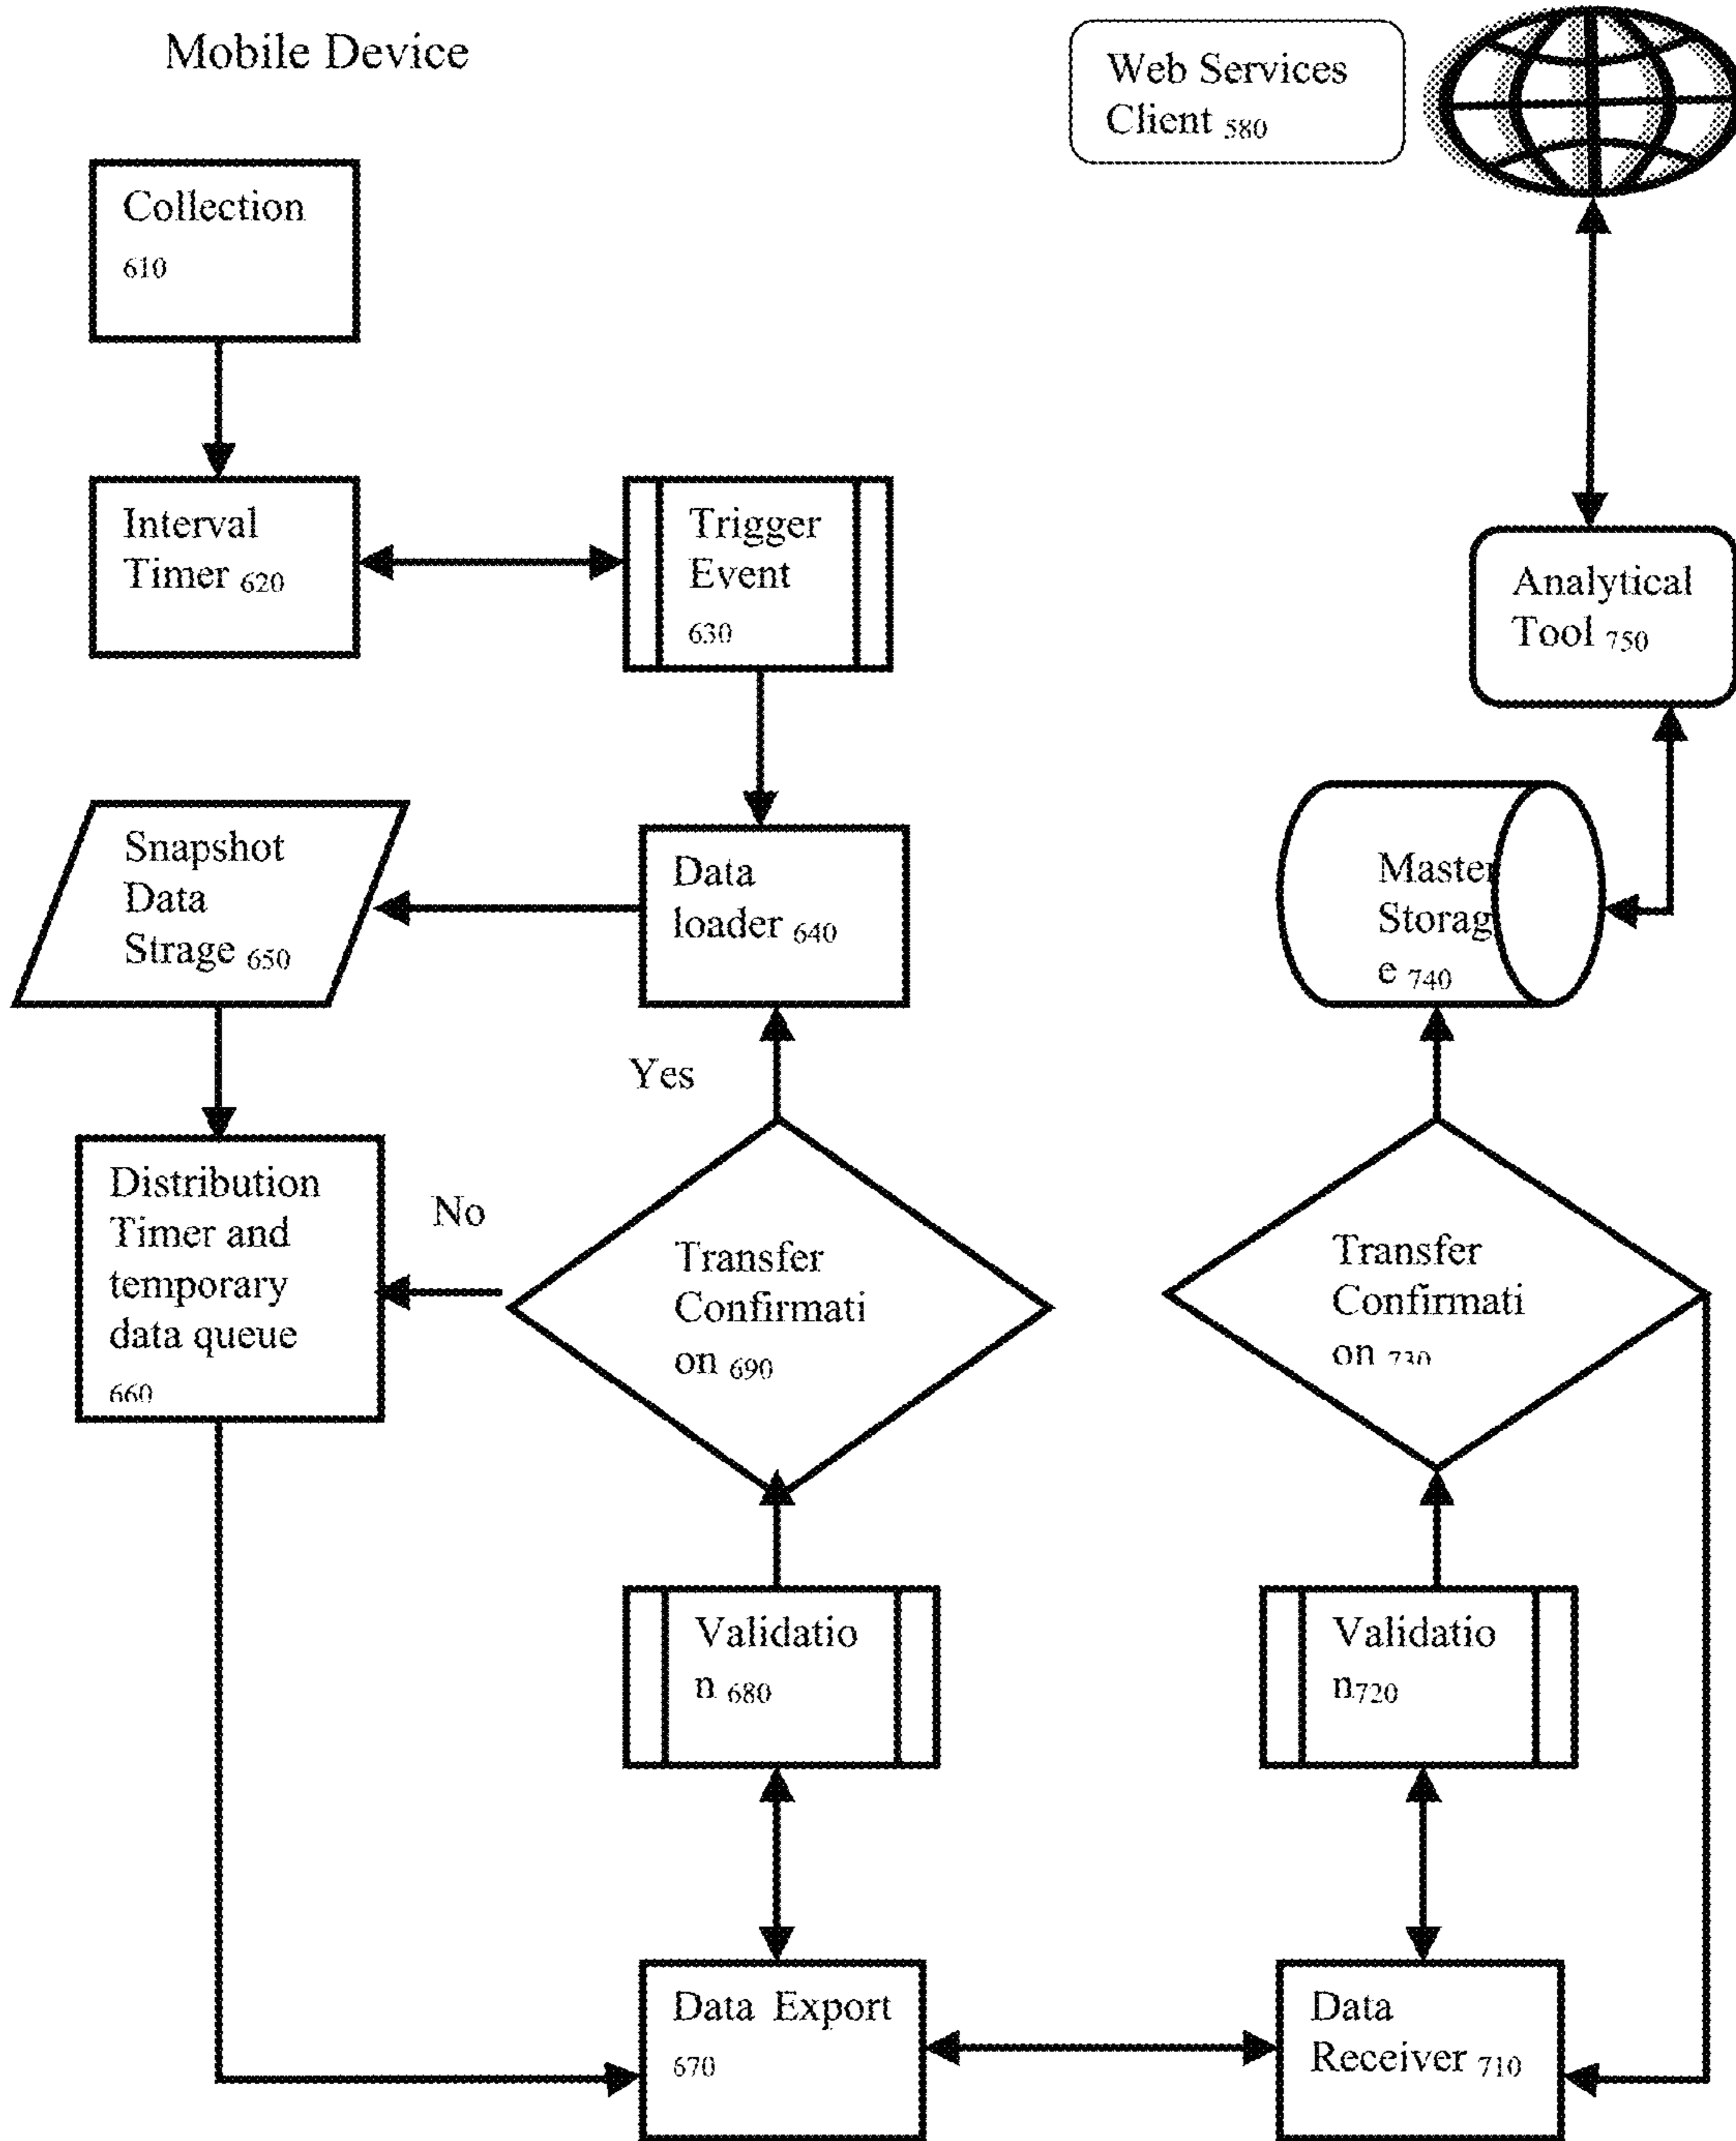 Mobile Device
Web Services
Client 580
Collection
610
Interval
Timer 620
Trigger
Event
630
Analytical
Tool 750
Snapshot
Data
Strage 650
Data
loader 640
Master
Storag
e 740
Yes
Distribution
Timer and
temporary
data queue
660
No
Transfer
Confirmati
on 690
Transfer
Confirmati
on 730
Validatio
n 680
Validatio
n720
Data Export
670
Data
Receiver 710